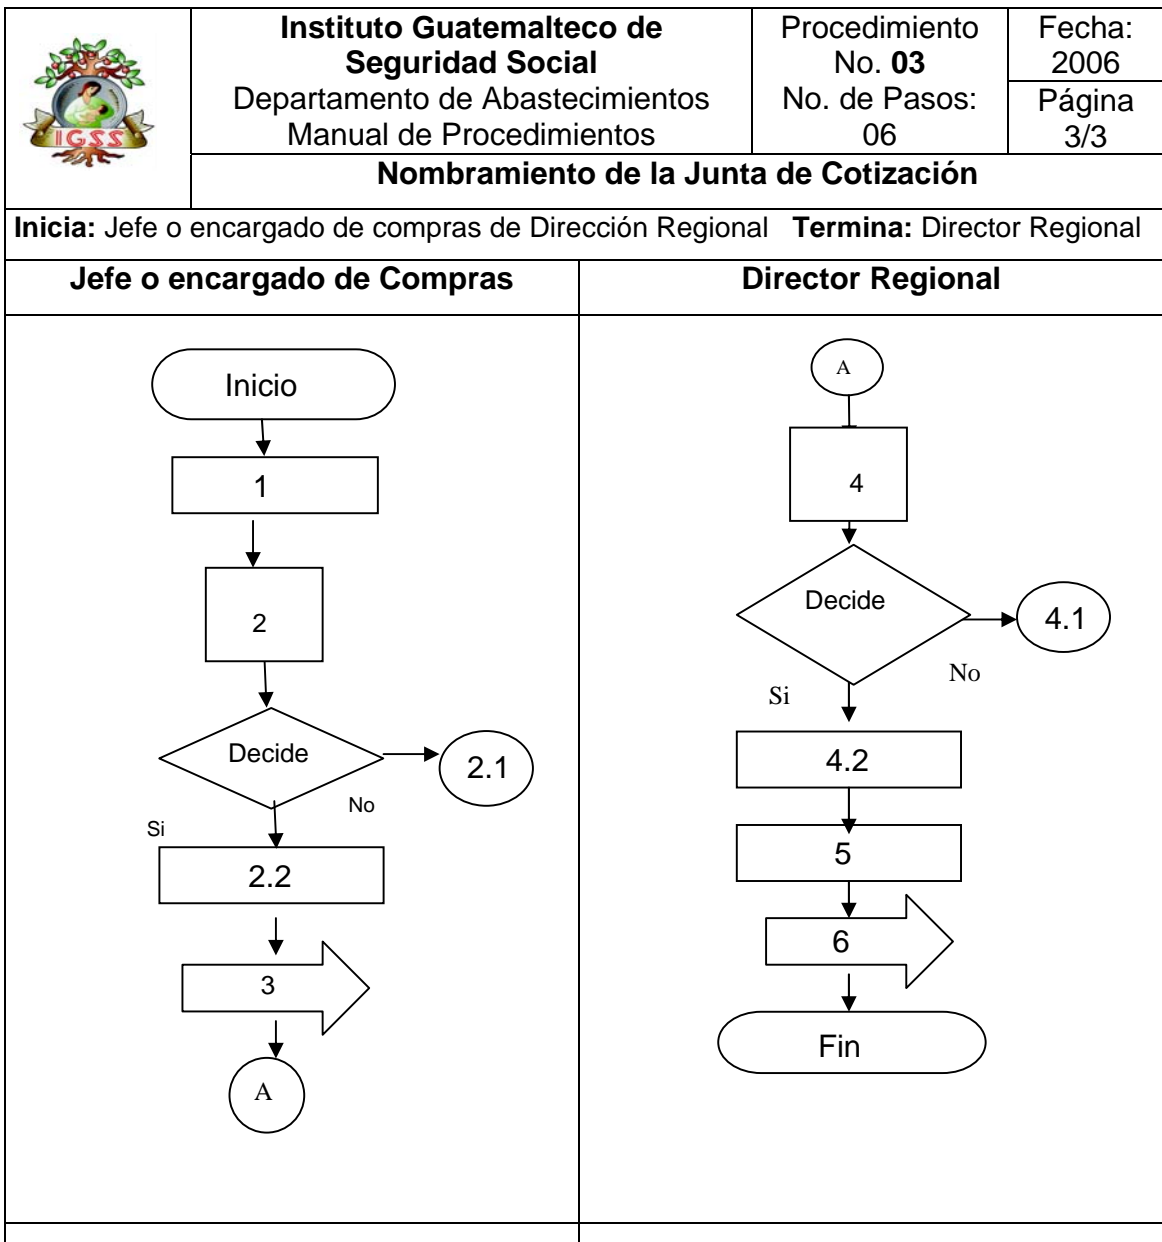 IGSS
Instituto Guatemalteco de
Seguridad Social
Departamento de Abastecimientos
Manual de Procedimientos
Procedimiento
No. 03
No. de Pasos:
06
Fecha:
2006
Página
3/3
Nombramiento de la Junta de Cotización
Inicia: Jefe o encargado de compras de Dirección Regional Termina: Director Regional
Jefe o encargado de Compras
Director Regional
Inicio
1
2
Decide
2.1
No
Si
2.2
3
A
A
4
Decide
4.1
No
Si
4.2
5
6
Fin